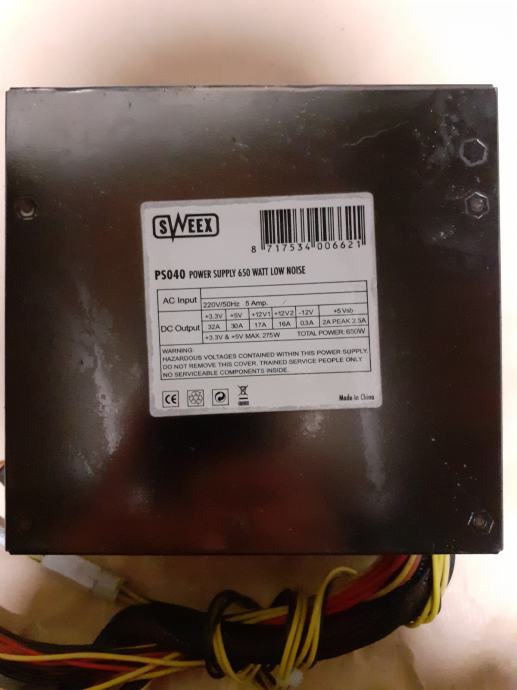 SWEEX
8 717534 006621
PS040 POWER SUPPLY 650 WATT LOW NOISE
AC Input 220V/50Hz 5 Amp.
DC Output +3.3V +5V +12V1 +12V2 -12V +5Vsb
32A 30A 17A 16A 0.3A 2A PEAK 2.5A
+3.3V & +5V MAX. 275W TOTAL POWER: 650W
WARNING:
HAZARDOUS VOLTAGES CONTAINED WITHIN THIS POWER SUPPLY,
DO NOT REMOVE THIS COVER. TRAINED SERVICE PEOPLE ONLY
NO SERVICEABLE COMPONENTS INSIDE.
CE
Made in China